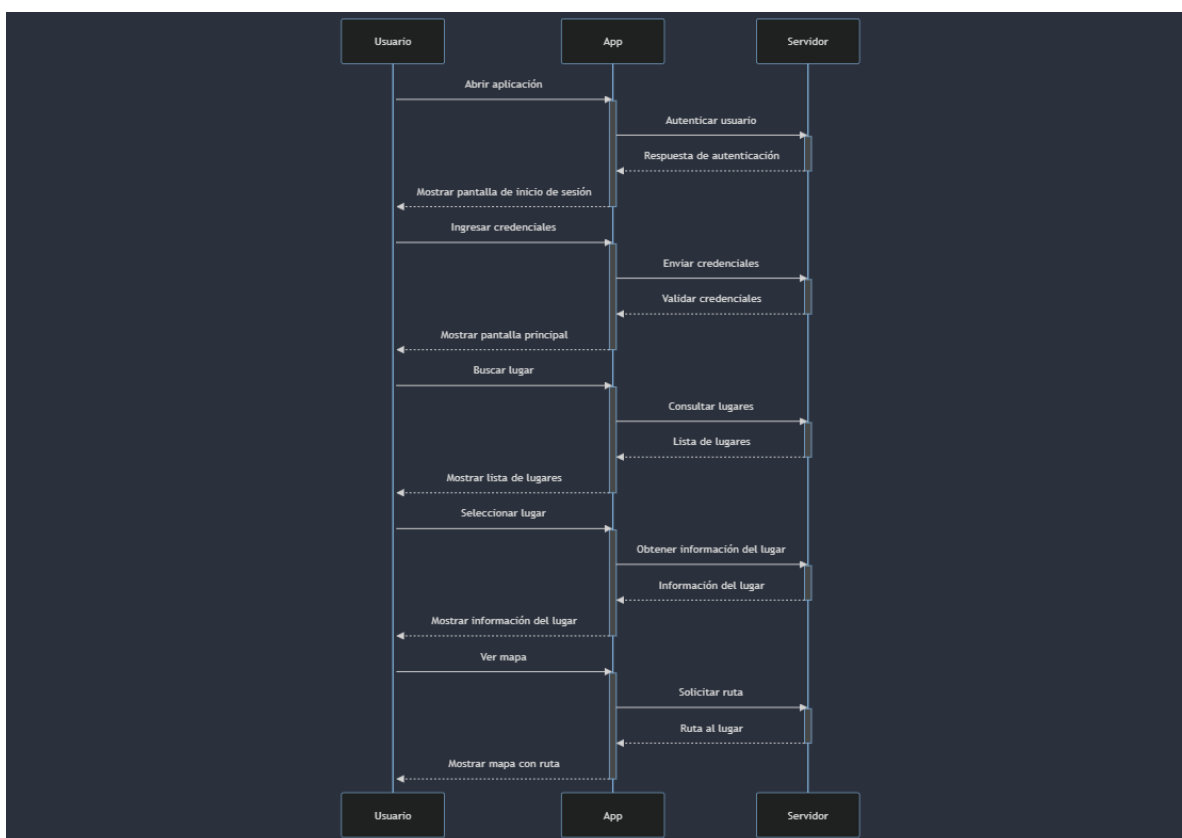 Usuario
App
Servidor
Abrir aplicación
Autenticar usuario
Respuesta de autenticación
Mostrar pantalla de inicio de sesión
Ingresar credenciales
Enviar credenciales
Validar credenciales
Mostrar pantalla principal
Buscar lugar
Consultar lugares
Lista de lugares
Mostrar lista de lugares
Seleccionar lugar
Obtener información del lugar
Información del lugar
Mostrar información del lugar
Ver mapa
Solicitar ruta
Ruta al lugar
Mostrar mapa con ruta
Usuario
App
Servidor